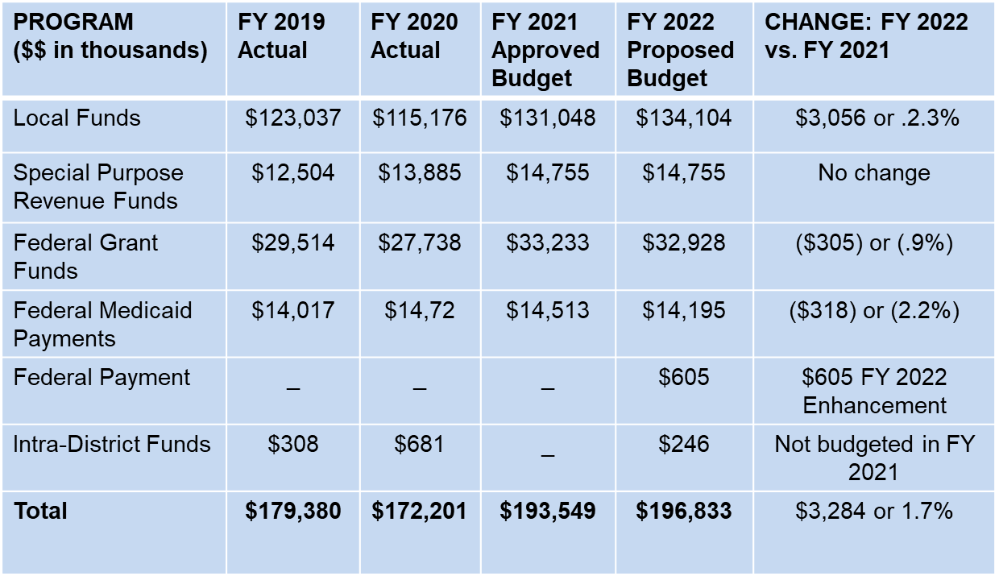 PROGRAM
($$ in thousands)
FY 2019
Actual
FY 2020
Actual
FY 2021
Approved
Budget
FY 2022
Proposed
Budget
CHANGE: FY 2022
vs. FY 2021
Local Funds
$123,037
$115,176
$131,048
$134,104
$3,056 or .2.3%
Special Purpose
Revenue Funds
$12,504
$13,885
$14,755
$14,755
No change
Federal Grant
Funds
$29,514
$27,738
$33,233
$32,928
($305) or (.9%)
Federal Medicaid
Payments
$14,017
$14,72
$14,513
$14,195
($318) or (2.2%)
Federal Payment
_
_
_
$605
$605 FY 2022
Enhancement
Intra-District Funds
$308
$681
_
$246
Not budgeted in FY
2021
Total
$179,380
$172,201
$193,549
$196,833
$3,284 or 1.7%